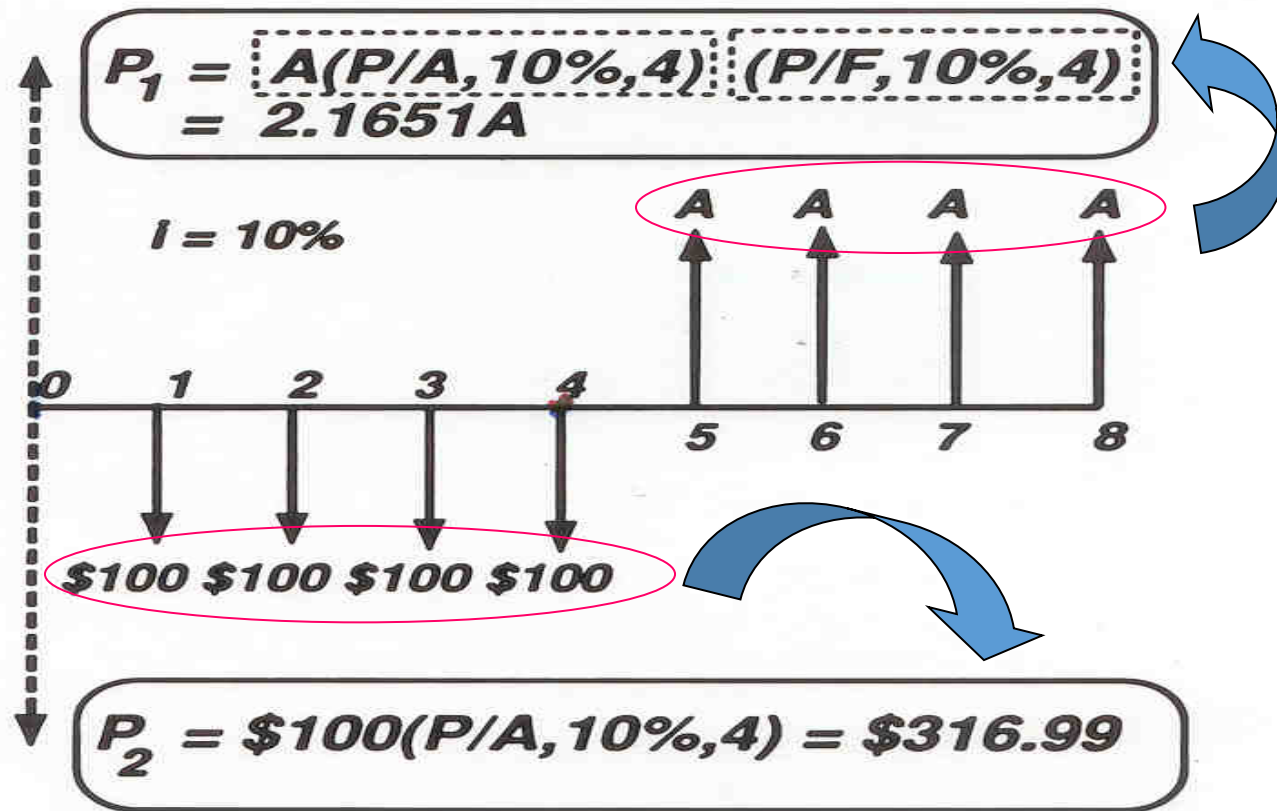 P₁ = A(P/A,10%,4) (P/F,10%,4)
= 2.1651A
A A A A
i = 10%
0 1 2 3 4
5 6 7 8
$100 $100 $100 $100
P₂ = $100(P/A,10%,4) = $316.99